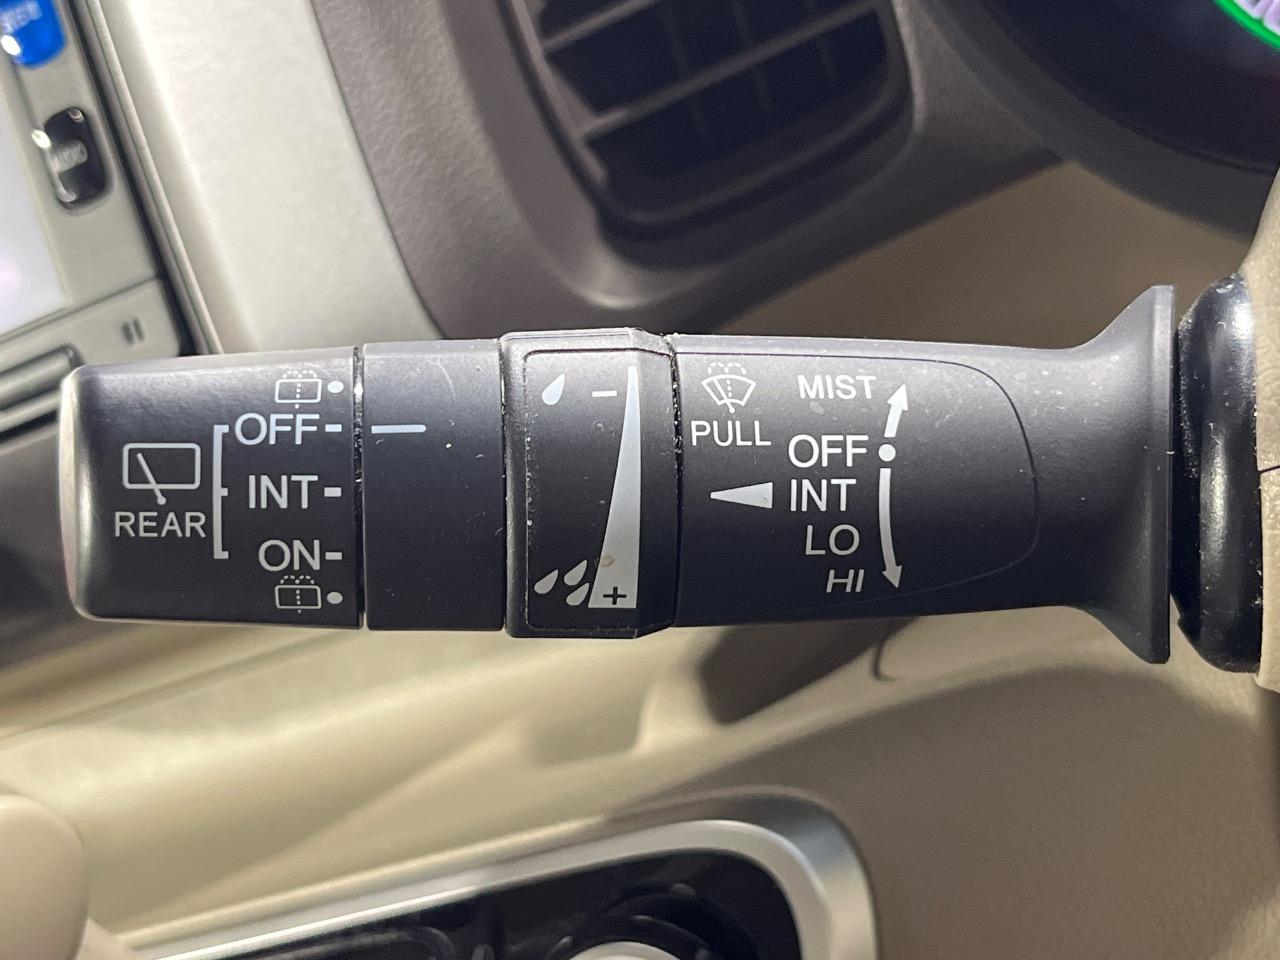 OFF-
INT-
ON-
REAR
-
+
PULL
MIST
OFF
INT
LO
HI